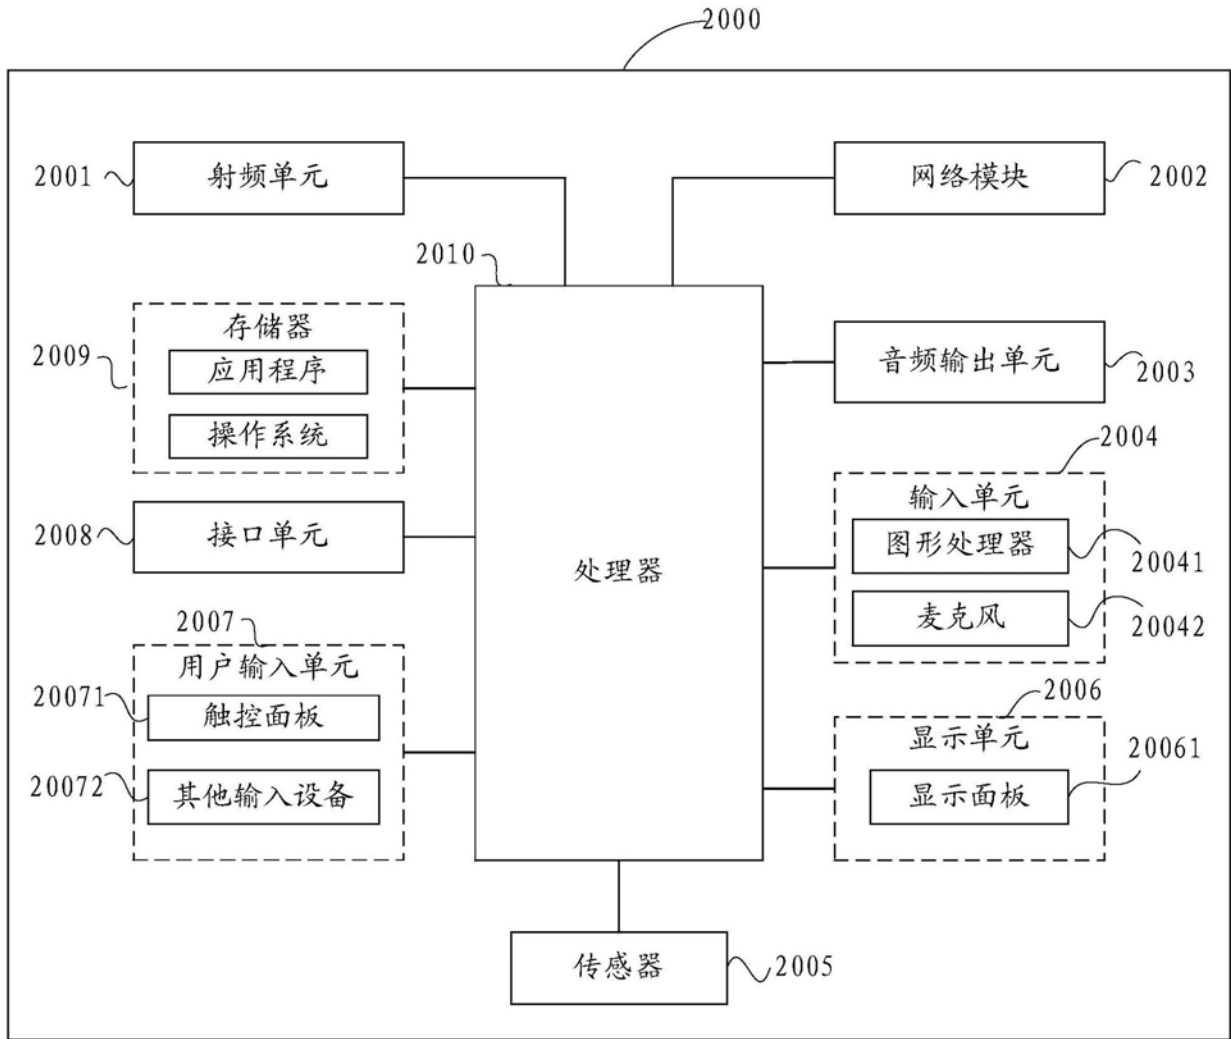 2000
2001
射频单元
网络模块
2002
2010
存储器
2009
应用程序
操作系统
音频输出单元
2003
2004
输入单元
图形处理器
20041
麦克风
20042
2008
接口单元
处理器
2007
用户输入单元
20071
触控面板
20072
其他输入设备
2006
显示单元
显示面板
20061
传感器
2005